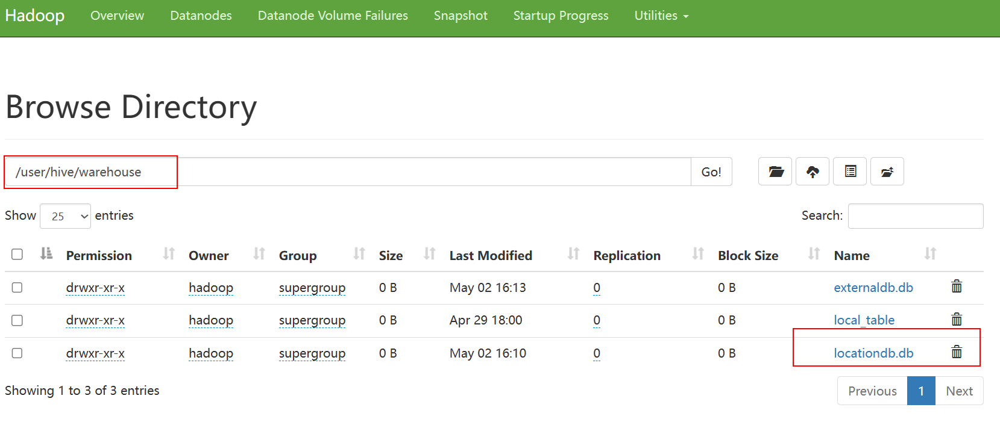 Hadoop Overview Datanodes Datanode Volume Failures Snapshot Startup Progress Utilities
Browse Directory
/user/hive/warehouse Go!
Show 25 entries Search:
Permission Owner Group Size Last Modified Replication Block Size Name
drwxr-xr-x hadoop supergroup 0 B May 02 16:13 0 0 B externaldb.db
drwxr-xr-x hadoop supergroup 0 B Apr 29 18:00 0 0 B local_table
drwxr-xr-x hadoop supergroup 0 B May 02 16:10 0 0 B locationdb.db
Showing 1 to 3 of 3 entries Previous 1 Next